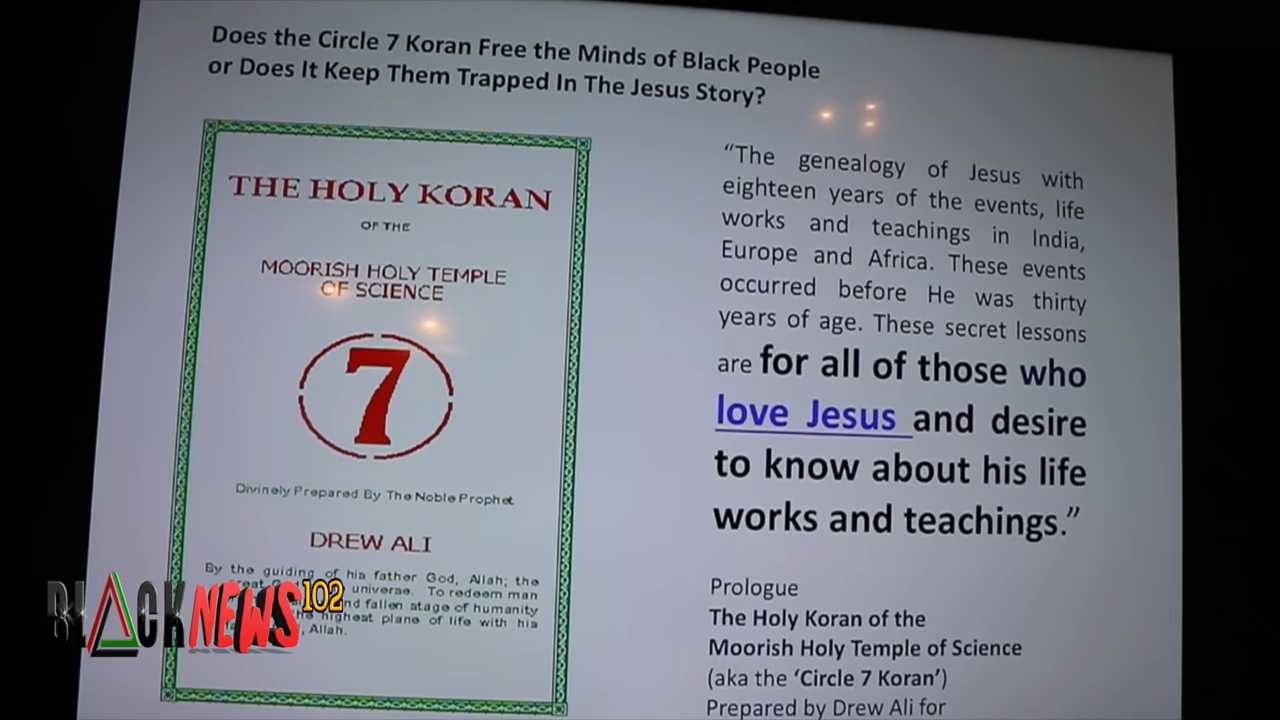 Does the Circle 7 Koran Free the Minds of Black People
or Does It Keep Them Trapped In The Jesus Story?
THE HOLY KORAN
OF THE
MOORISH HOLY TEMPLE
OF SCIENCE
7
Divinely Prepared By The Noble Prophet
DREW ALI
By the guiding of his father God, Allah; the
universe. To redeem man
fallen stage of humanity
highest plane of life with his
, Allah.
“The genealogy of Jesus with
eighteen years of the events, life
works and teachings in India,
Europe and Africa. These events
occurred before He was thirty
years of age. These secret lessons
are for all of those who
love Jesus and desire
to know about his life
works and teachings.”
Prologue
The Holy Koran of the
Moorish Holy Temple of Science
(aka the ‘Circle 7 Koran’)
Prepared by Drew Ali for
BLACK NEWS 102